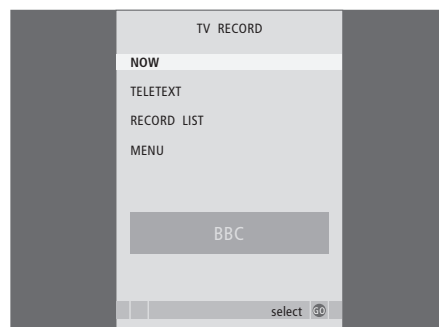 TV RECORD
NOW
TELETEXT
RECORD LIST
MENU
BBC
select GO